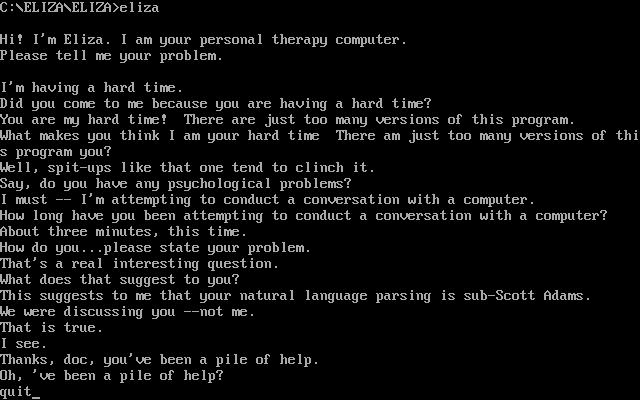 C:\ELIZA\ELIZA>eliza
Hi! I'm Eliza. I am your personal therapy computer.
Please tell me your problem.
I'm having a hard time.
Did you come to me because you are having a hard time?
You are my hard time!  There are just too many versions of this program.
What makes you think I am your hard time  There am just too many versions of thi
s program you?
Well, spit-ups like that one tend to clinch it.
Say, do you have any psychological problems?
I must -- I'm attempting to conduct a conversation with a computer.
How long have you been attempting to conduct a conversation with a computer?
About three minutes, this time.
How do you...please state your problem.
That's a real interesting question.
What does that suggest to you?
This suggests to me that your natural language parsing is sub-Scott Adams.
We were discussing you --not me.
That is true.
I see.
Thanks, doc, you've been a pile of help.
Oh, 've been a pile of help?
quit_